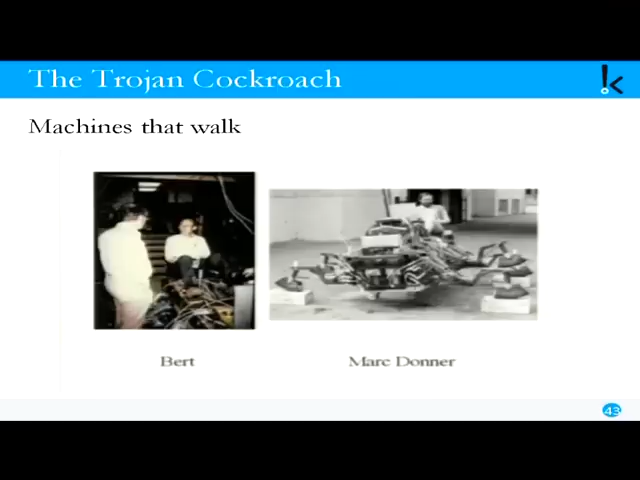 The Trojan Cockroach
Machines that walk
Bert
Marc Donner
43